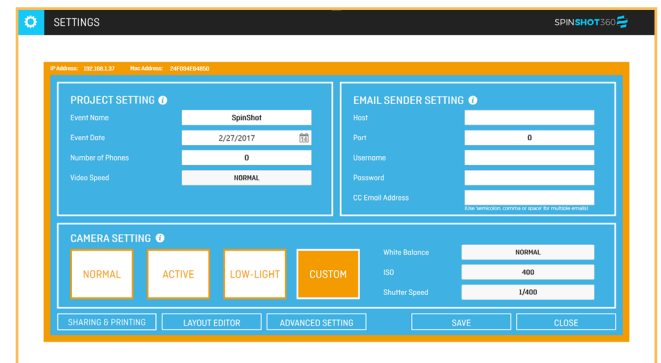 SETTINGS
SPINSHOT360
IP Address: 192.168.1.37 Mac Address: 24FD94E64850
PROJECT SETTING
Event Name SpinShot
Event Date 2/27/2017
Number of Phones 0
Video Speed NORMAL
EMAIL SENDER SETTING
Host
Port 0
Username
Password
CC Email Address
(Use 'semicolon, comma or space' for multiple emails)
CAMERA SETTING
NORMAL ACTIVE LOW-LIGHT CUSTOM
White Balance NORMAL
ISO 400
Shutter Speed 1/400
SHARING & PRINTING LAYOUT EDITOR ADVANCED SETTING SAVE CLOSE